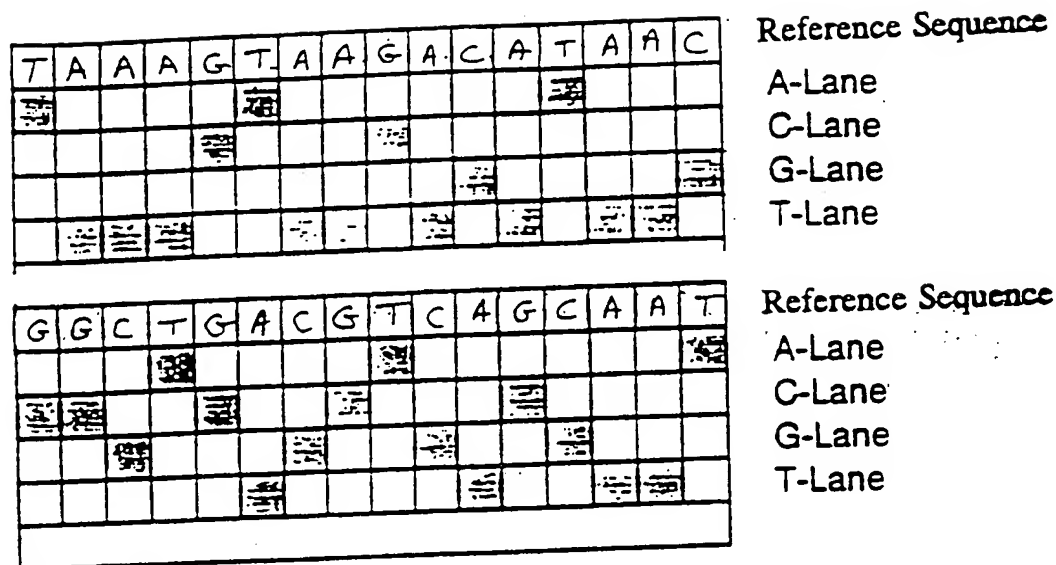 T A A A G T A A G A C A T A A C Reference Sequence
A-Lane
C-Lane
G-Lane
T-Lane
G G C T G A C G T C A G C A A T Reference Sequence
A-Lane
C-Lane
G-Lane
T-Lane